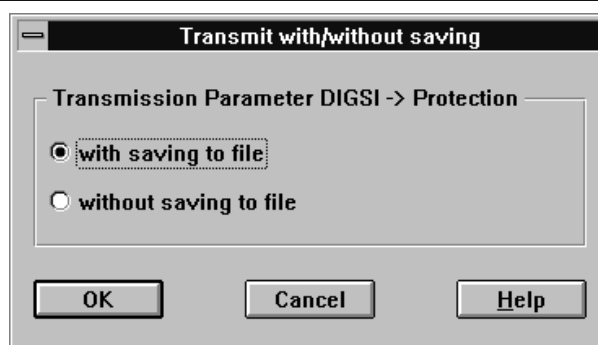 Transmit with/without saving
Transmission Parameter DIGSI -> Protection
with saving to file
without saving to file
OK Cancel Help